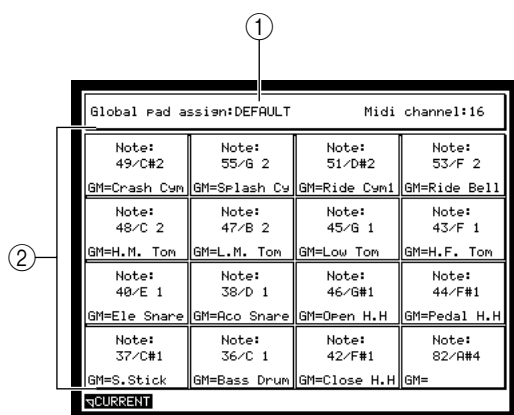 1
Global pad assign:DEFAULT Midi channel:16
Note: Note: Note: Note:
49/C#2 55/G 2 51/D#2 53/F 2
GM=Crash Cym GM=Splash Cy GM=Ride Cym1 GM=Ride Bell
Note: Note: Note: Note:
48/C 2 47/B 2 45/G 1 43/F 1
GM=H.M. Tom GM=L.M. Tom GM=Low Tom GM=H.F. Tom
2
Note: Note: Note: Note:
40/E 1 38/D 1 46/G#1 44/F#1
GM=Ele Snare GM=Aco Snare GM=Open H.H GM=Pedal H.H
Note: Note: Note: Note:
37/C#1 36/C 1 42/F#1 82/A#4
GM=S.Stick GM=Bass Drum GM=Close H.H GM=
CURRENT